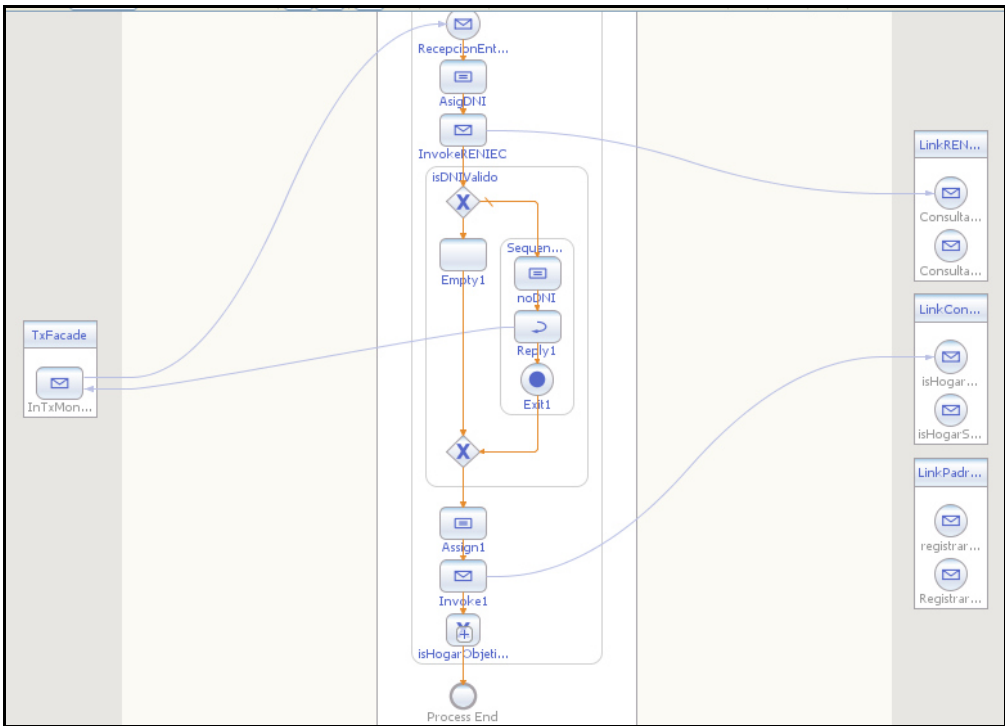 RecepcionEnt...
AsigDNI
InvokeRENIEC
isDNIValido
Empty1
Sequen...
noDNI
Reply1
Exit1
Assign1
Invoke1
isHogarObjeti...
Process End
TxFacade
InTxMon...
LinkREN...
Consulta...
Consulta...
LinkCon...
isHogar...
isHogarS...
LinkPadr...
registrar...
Registrar...